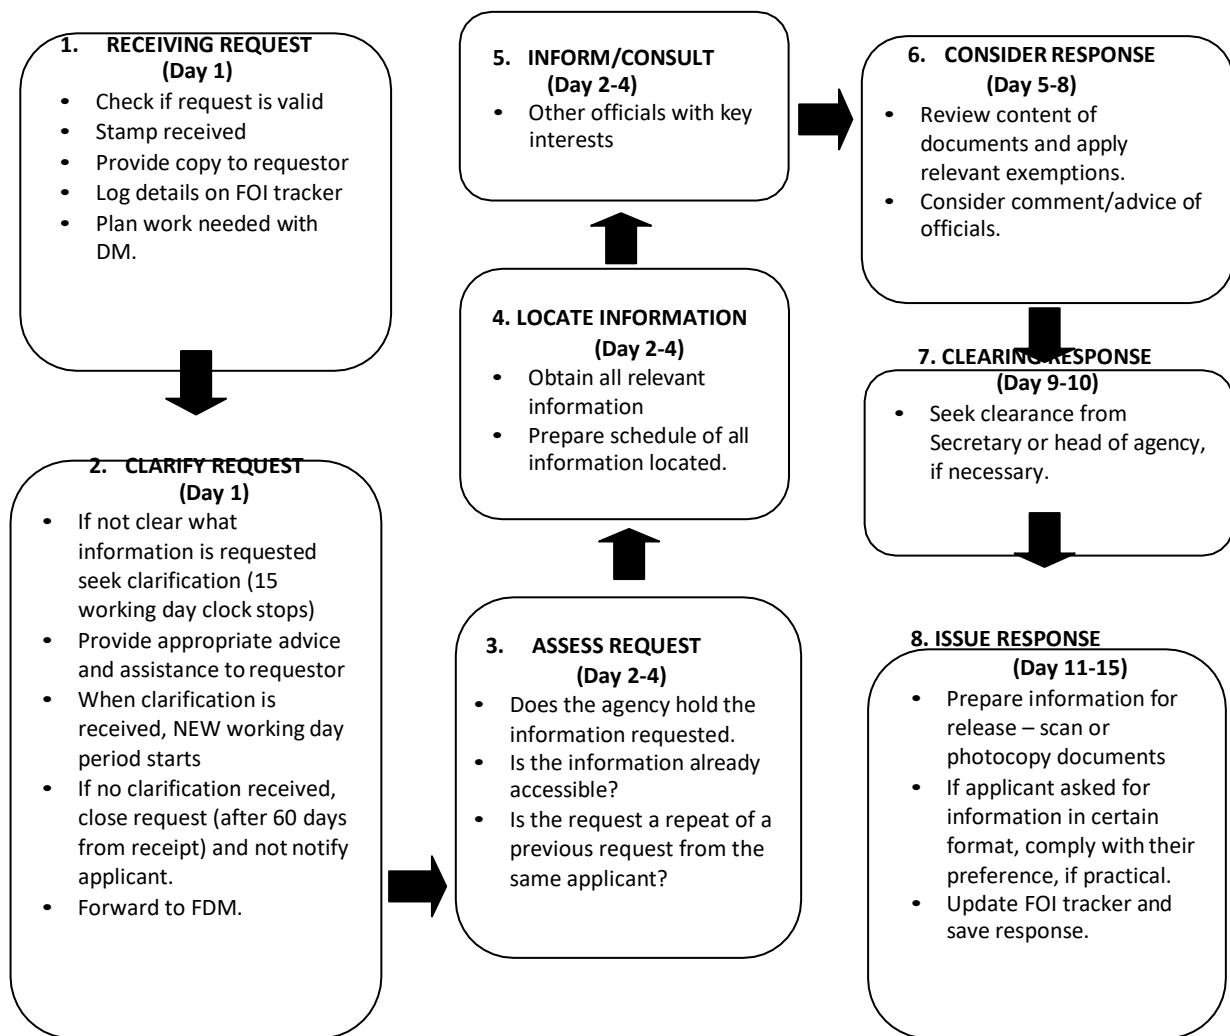 1. RECEIVING REQUEST
(Day 1)
• Check if request is valid
• Stamp received
• Provide copy to requestor
• Log details on FOI tracker
• Plan work needed with
DM.
2. CLARIFY REQUEST
(Day 1)
• If not clear what
information is requested
seek clarification (15
working day clock stops)
• Provide appropriate advice
and assistance to requestor
• When clarification is
received, NEW working day
period starts
• If no clarification received,
close request (after 60 days
from receipt) and not notify
applicant.
• Forward to FDM.
3. ASSESS REQUEST
(Day 2-4)
• Does the agency hold the
information requested.
• Is the information already
accessible?
• Is the request a repeat of a
previous request from the
same applicant?
4. LOCATE INFORMATION
(Day 2-4)
• Obtain all relevant
information
• Prepare schedule of all
information located.
5. INFORM/CONSULT
(Day 2-4)
• Other officials with key
interests
6. CONSIDER RESPONSE
(Day 5-8)
• Review content of
documents and apply
relevant exemptions.
• Consider comment/advice of
officials.
7. CLEARING RESPONSE
(Day 9-10)
• Seek clearance from
Secretary or head of agency,
if necessary.
8. ISSUE RESPONSE
(Day 11-15)
• Prepare information for
release – scan or
photocopy documents
• If applicant asked for
information in certain
format, comply with their
preference, if practical.
• Update FOI tracker and
save response.